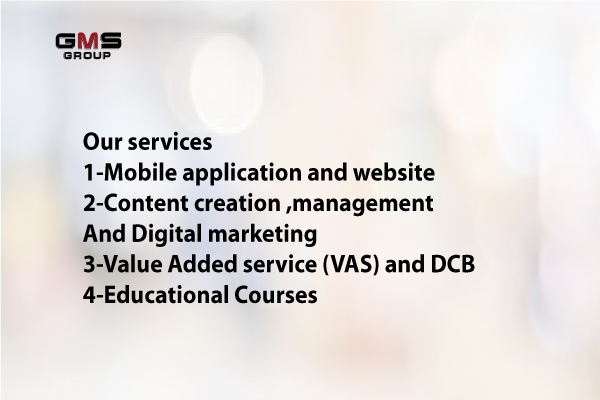 GMS
GROUP
Our services
1-Mobile application and website
2-Content creation ,management
And Digital marketing
3-Value Added service (VAS) and DCB
4-Educational Courses